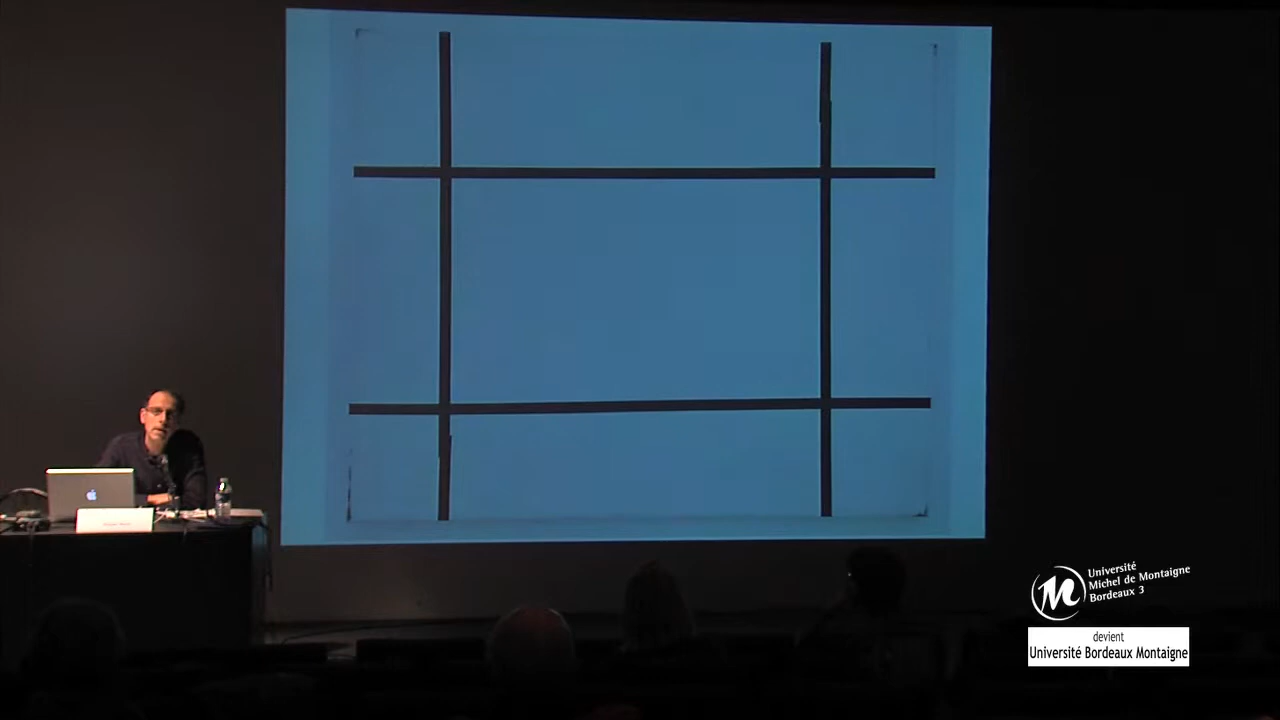 Université
Michel de Montaigne
Bordeaux 3
devient
Université Bordeaux Montaigne